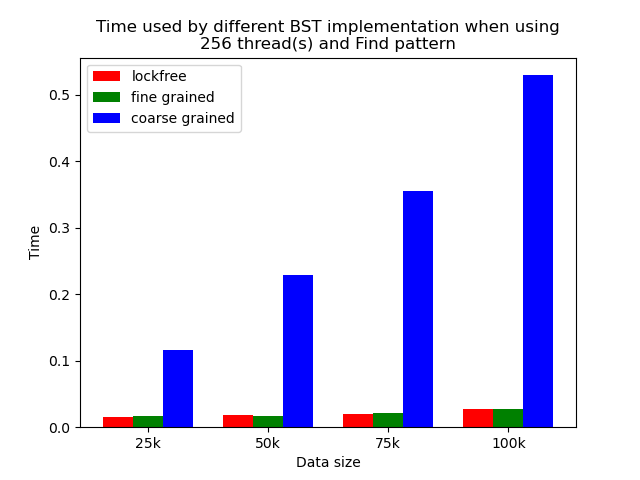 Time used by different BST implementation when using
256 thread(s) and Find pattern
lockfree
fine grained
coarse grained
0.5
0.4
0.3
0.2
0.1
0.0
Time
25k
50k
75k
100k
Data size